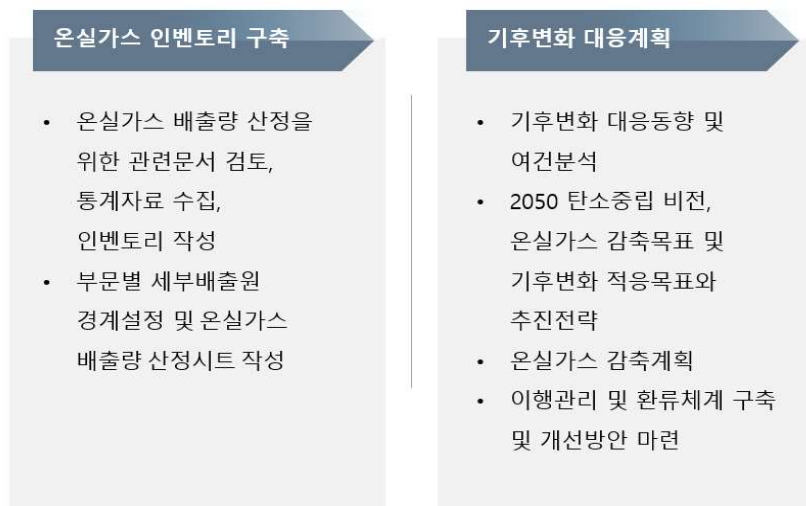 온실가스 인벤토리 구축
• 온실가스 배출량 산정을
위한 관련문서 검토,
통계자료 수집,
인벤토리 작성
• 부문별 세부배출원
경계설정 및 온실가스
배출량 산정시트 작성
기후변화 대응계획
• 기후변화 대응동향 및
여건분석
• 2050 탄소중립 비전,
온실가스 감축목표 및
기후변화 적응목표와
추진전략
• 온실가스 감축계획
• 이행관리 및 환류체계 구축
및 개선방안 마련